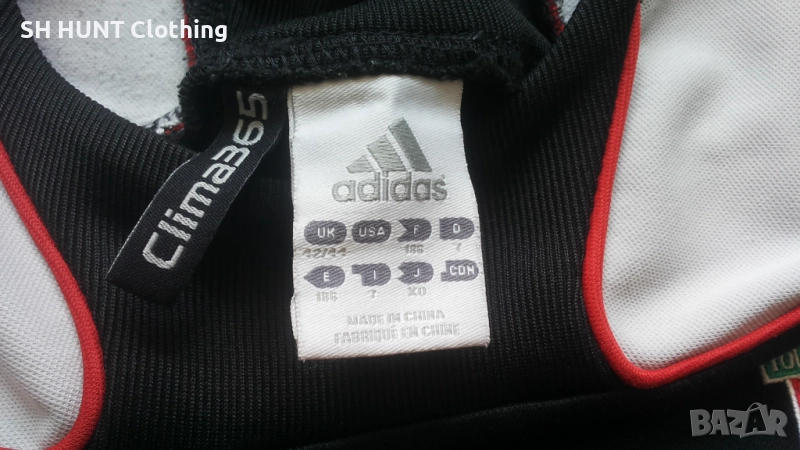 SH HUNT Clothing
Clima365
adidas
UK USA F D
42/44 186 7
E I J CDN
186 7 XO
MADE IN CHINA
FABRIQUÉ EN CHINE
BAZAR